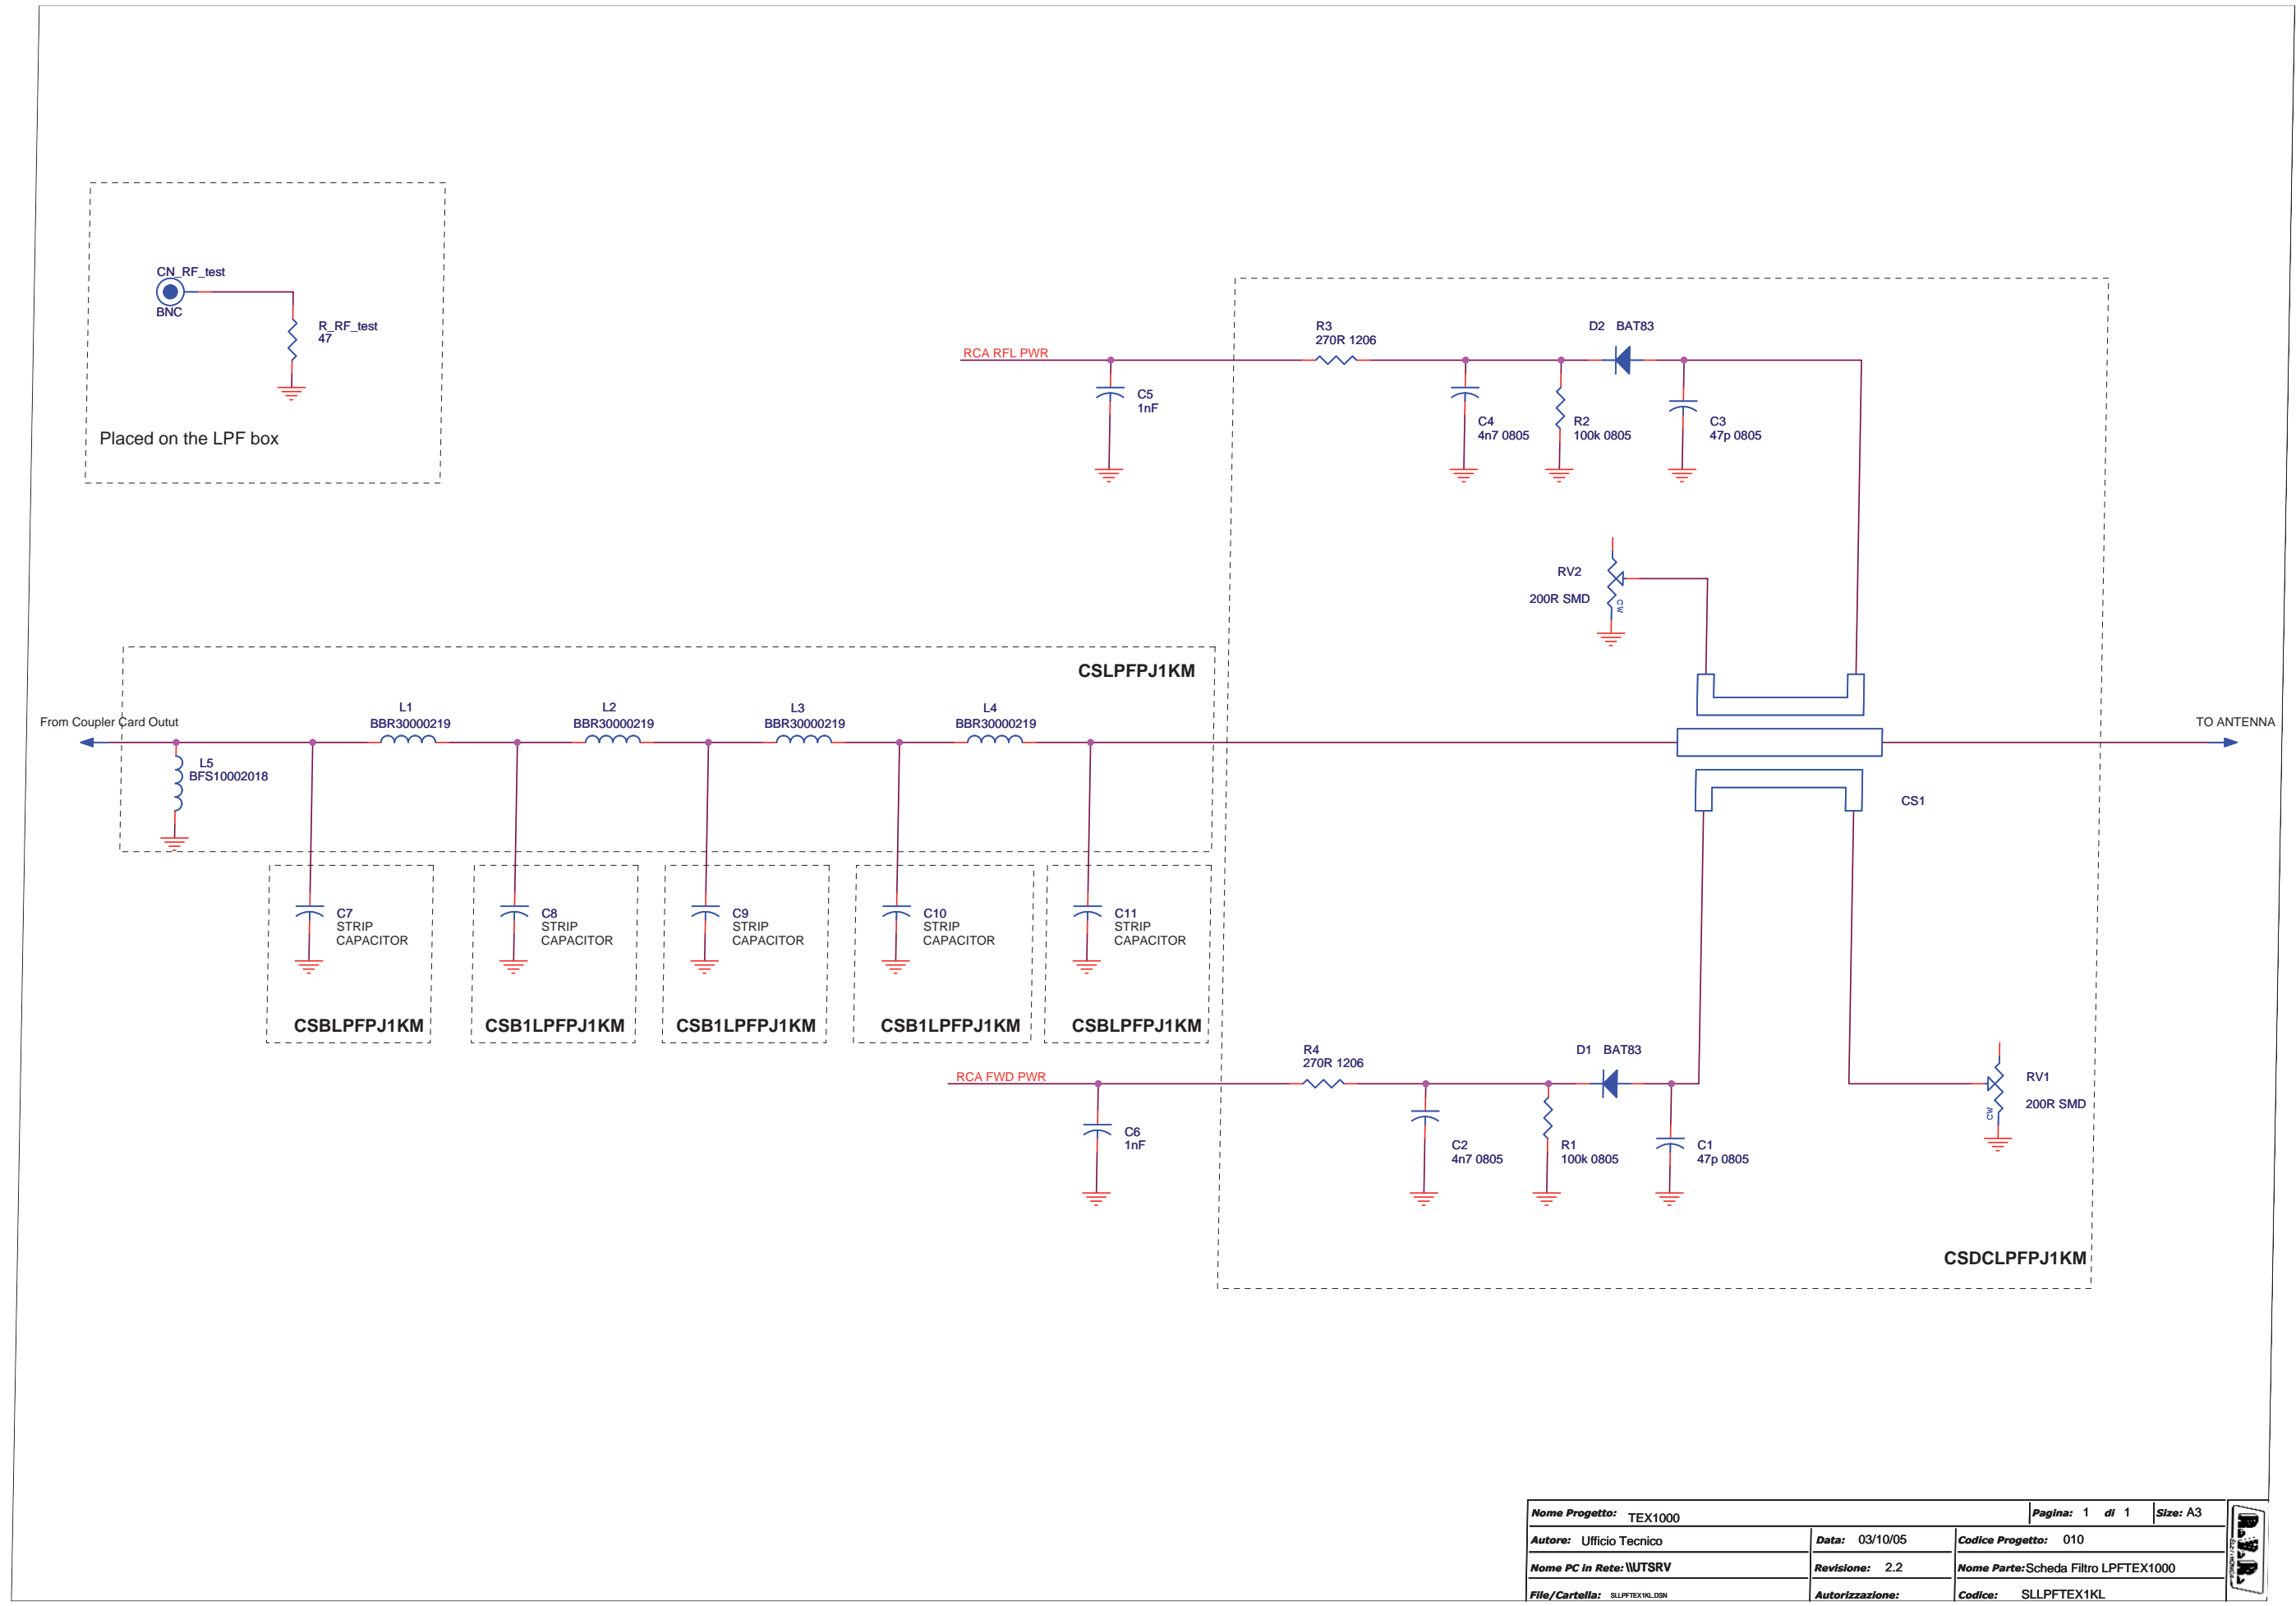 CN_RF_test
BNC
R_RF_test
47
Placed on the LPF box
RCA RFL PWR
C5
1nF
R3
270R 1206
C4
4n7 0805
R2
100k 0805
D2 BAT83
C3
47p 0805
RV2
200R SMD
CW
CSLPFPJ1KM
From Coupler Card Outut
L5
BFS10002018
L1
BBR30000219
L2
BBR30000219
L3
BBR30000219
L4
BBR30000219
TO ANTENNA
CS1
C7
STRIP
CAPACITOR
CSBLPFPJ1KM
C8
STRIP
CAPACITOR
CSB1LPFPJ1KM
C9
STRIP
CAPACITOR
CSB1LPFPJ1KM
C10
STRIP
CAPACITOR
CSB1LPFPJ1KM
C11
STRIP
CAPACITOR
CSBLPFPJ1KM
RCA FWD PWR
C6
1nF
R4
270R 1206
C2
4n7 0805
R1
100k 0805
D1 BAT83
C1
47p 0805
RV1
200R SMD
CW
CSDCLPFPJ1KM
Nome Progetto: TEX1000 Pagina: 1 di 1 Size: A3
Autore: Ufficio Tecnico Data: 03/10/05 Codice Progetto: 010
Nome PC in Rete: \\UTSRV Revisione: 2.2 Nome Parte: Scheda Filtro LPFTEX1000
File/Cartella: SLLPFTEX1KL.DSN Autorizzazione: Codice: SLLPFTEX1KL
R.V.R.